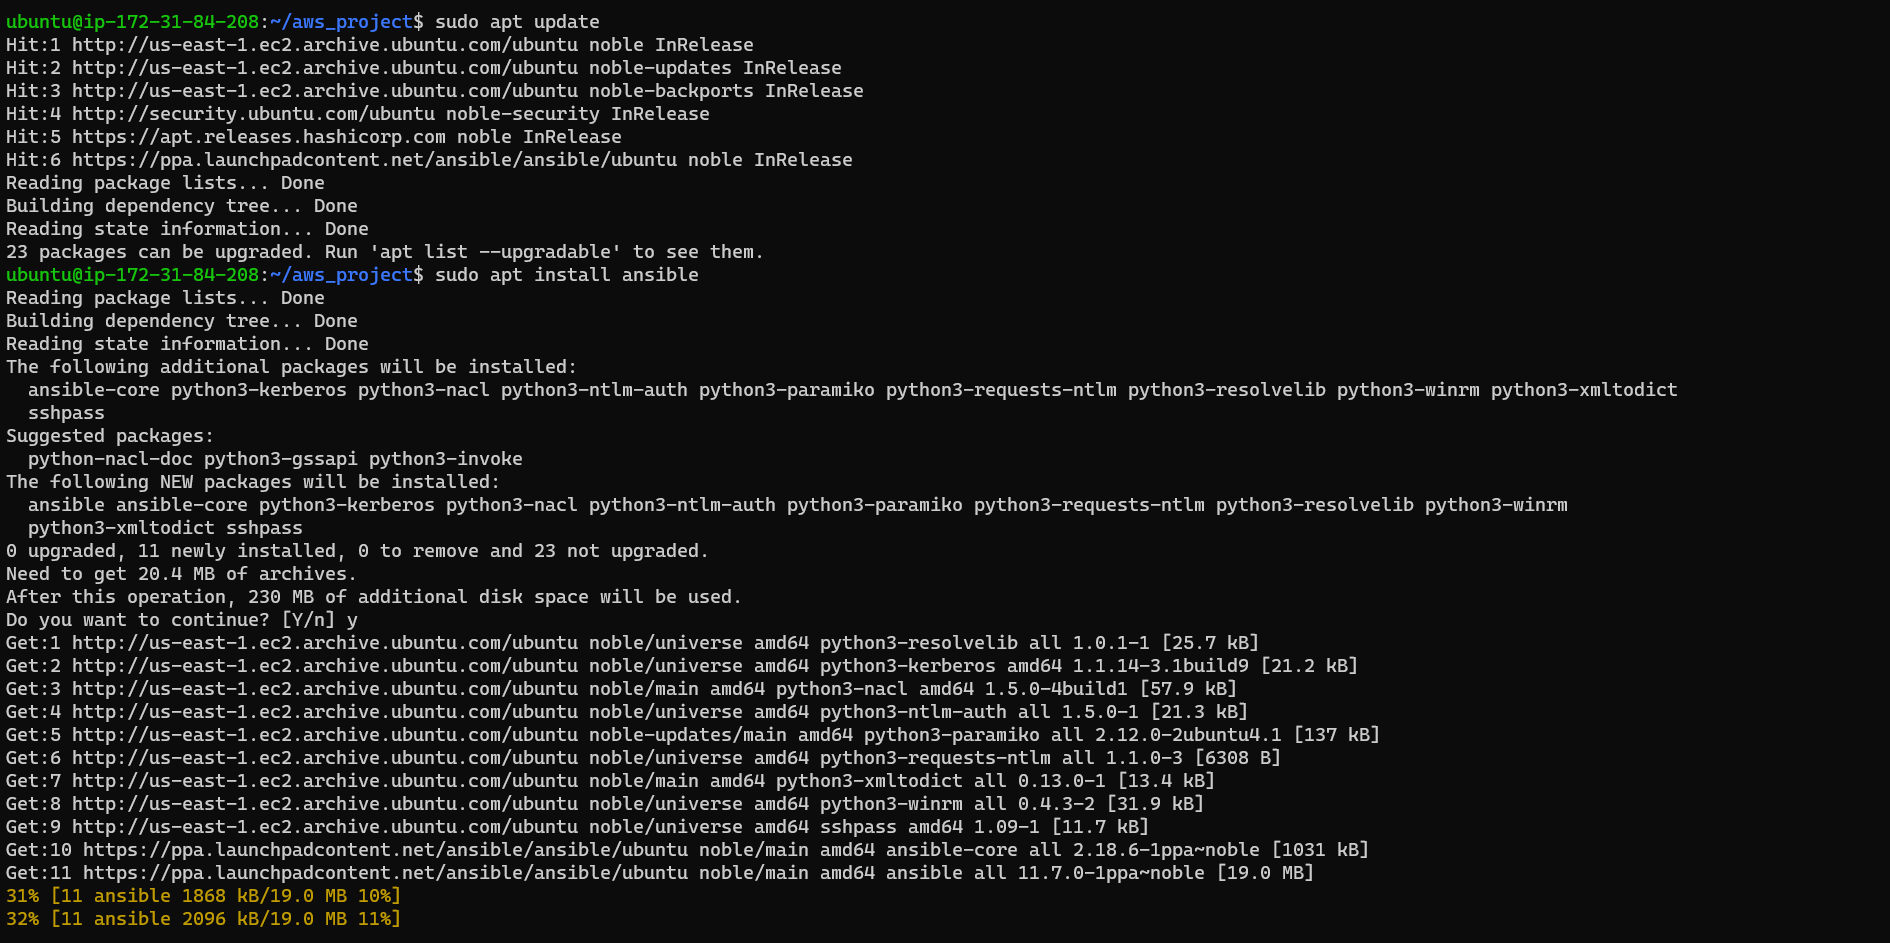 ubuntu@ip-172-31-84-208:~/aws_project$ sudo apt update
Hit:1 http://us-east-1.ec2.archive.ubuntu.com/ubuntu noble InRelease
Hit:2 http://us-east-1.ec2.archive.ubuntu.com/ubuntu noble-updates InRelease
Hit:3 http://us-east-1.ec2.archive.ubuntu.com/ubuntu noble-backports InRelease
Hit:4 http://security.ubuntu.com/ubuntu noble-security InRelease
Hit:5 https://apt.releases.hashicorp.com noble InRelease
Hit:6 https://ppa.launchpadcontent.net/ansible/ansible/ubuntu noble InRelease
Reading package lists... Done
Building dependency tree... Done
Reading state information... Done
23 packages can be upgraded. Run 'apt list --upgradable' to see them.
ubuntu@ip-172-31-84-208:~/aws_project$ sudo apt install ansible
Reading package lists... Done
Building dependency tree... Done
Reading state information... Done
The following additional packages will be installed:
  ansible-core python3-kerberos python3-nacl python3-ntlm-auth python3-paramiko python3-requests-ntlm python3-resolvelib python3-winrm python3-xmltodict
  sshpass
Suggested packages:
  python-nacl-doc python3-gssapi python3-invoke
The following NEW packages will be installed:
  ansible ansible-core python3-kerberos python3-nacl python3-ntlm-auth python3-paramiko python3-requests-ntlm python3-resolvelib python3-winrm
  python3-xmltodict sshpass
0 upgraded, 11 newly installed, 0 to remove and 23 not upgraded.
Need to get 20.4 MB of archives.
After this operation, 230 MB of additional disk space will be used.
Do you want to continue? [Y/n] y
Get:1 http://us-east-1.ec2.archive.ubuntu.com/ubuntu noble/universe amd64 python3-resolvelib all 1.0.1-1 [25.7 kB]
Get:2 http://us-east-1.ec2.archive.ubuntu.com/ubuntu noble/universe amd64 python3-kerberos amd64 1.1.14-3.1build9 [21.2 kB]
Get:3 http://us-east-1.ec2.archive.ubuntu.com/ubuntu noble/main amd64 python3-nacl amd64 1.5.0-4build1 [57.9 kB]
Get:4 http://us-east-1.ec2.archive.ubuntu.com/ubuntu noble/universe amd64 python3-ntlm-auth all 1.5.0-1 [21.3 kB]
Get:5 http://us-east-1.ec2.archive.ubuntu.com/ubuntu noble-updates/main amd64 python3-paramiko all 2.12.0-2ubuntu4.1 [137 kB]
Get:6 http://us-east-1.ec2.archive.ubuntu.com/ubuntu noble/universe amd64 python3-requests-ntlm all 1.1.0-3 [6308 B]
Get:7 http://us-east-1.ec2.archive.ubuntu.com/ubuntu noble/main amd64 python3-xmltodict all 0.13.0-1 [13.4 kB]
Get:8 http://us-east-1.ec2.archive.ubuntu.com/ubuntu noble/universe amd64 python3-winrm all 0.4.3-2 [31.9 kB]
Get:9 http://us-east-1.ec2.archive.ubuntu.com/ubuntu noble/universe amd64 sshpass amd64 1.09-1 [11.7 kB]
Get:10 https://ppa.launchpadcontent.net/ansible/ansible/ubuntu noble/main amd64 ansible-core all 2.18.6-1ppa~noble [1031 kB]
Get:11 https://ppa.launchpadcontent.net/ansible/ansible/ubuntu noble/main amd64 ansible all 11.7.0-1ppa~noble [19.0 MB]
31% [11 ansible 1868 kB/19.0 MB 10%]
32% [11 ansible 2096 kB/19.0 MB 11%]